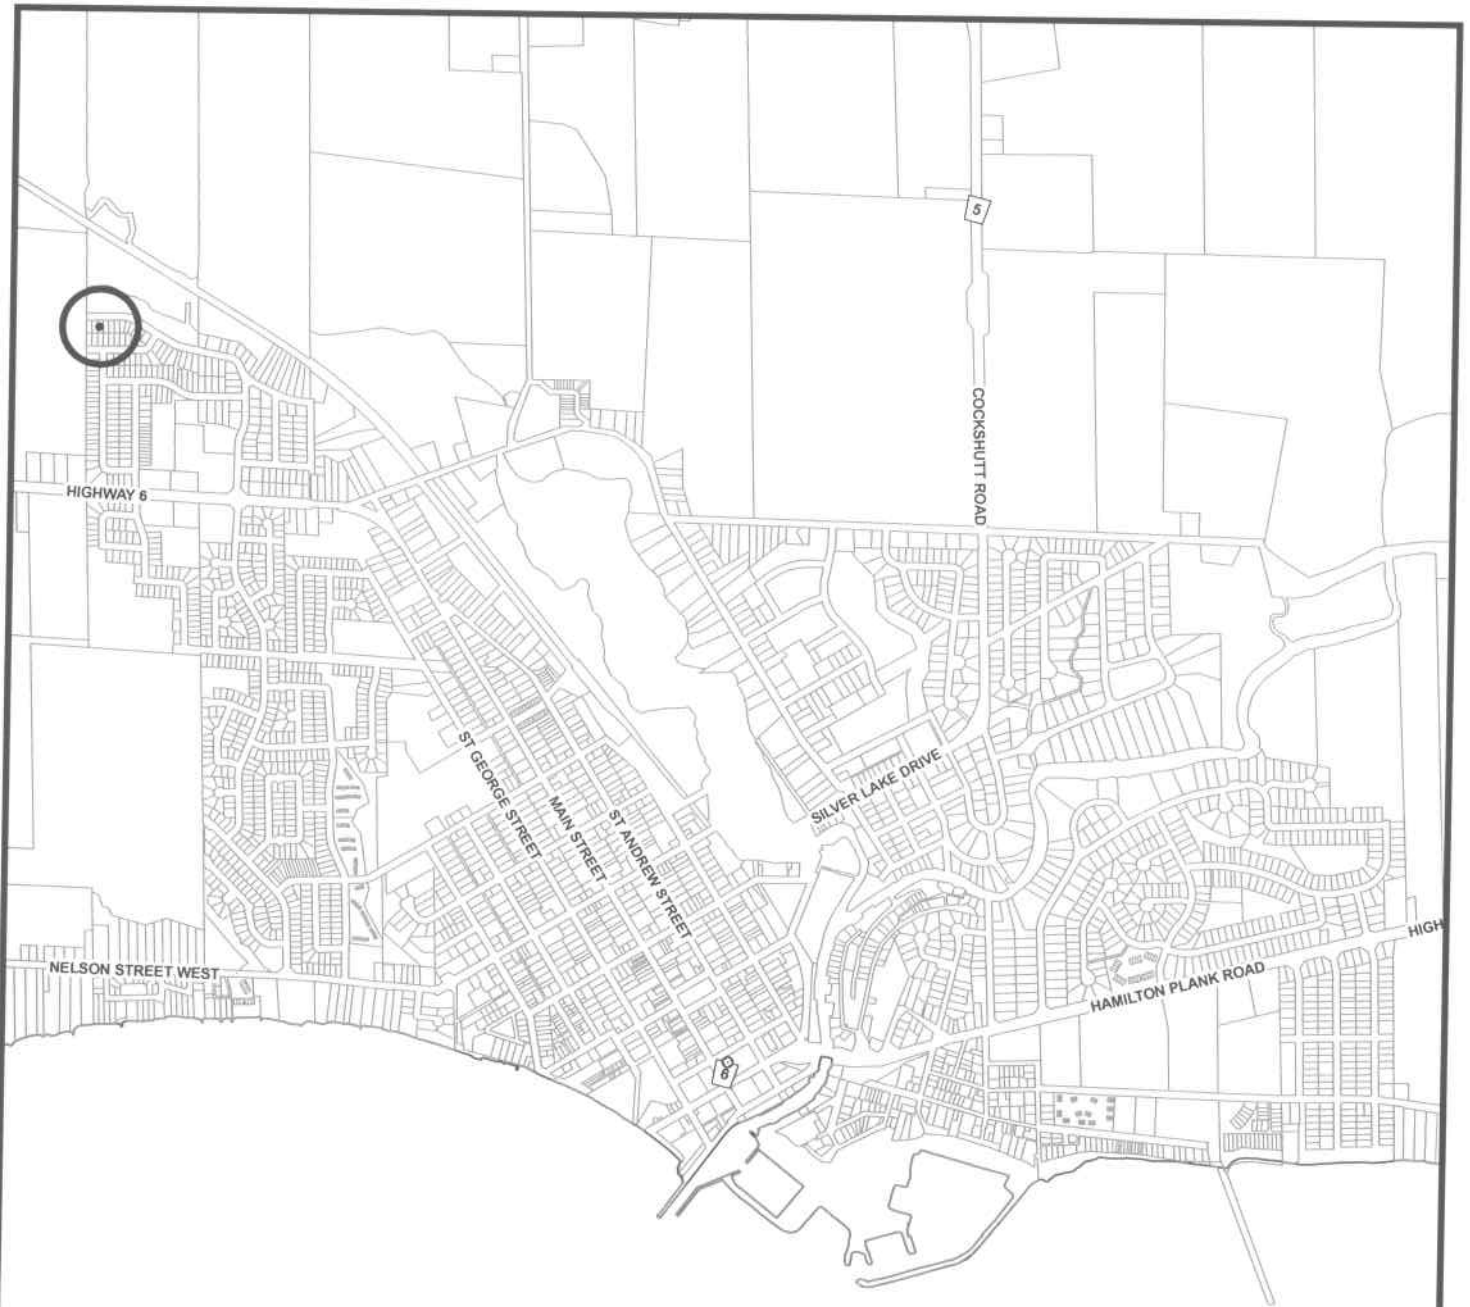 5
COCKSHUTT ROAD
HIGHWAY 6
SILVER LAKE DRIVE
ST GEORGE STREET
MAIN STREET
ST ANDREW STREET
HIGH
NELSON STREET WEST
HAMILTON PLANK ROAD
6